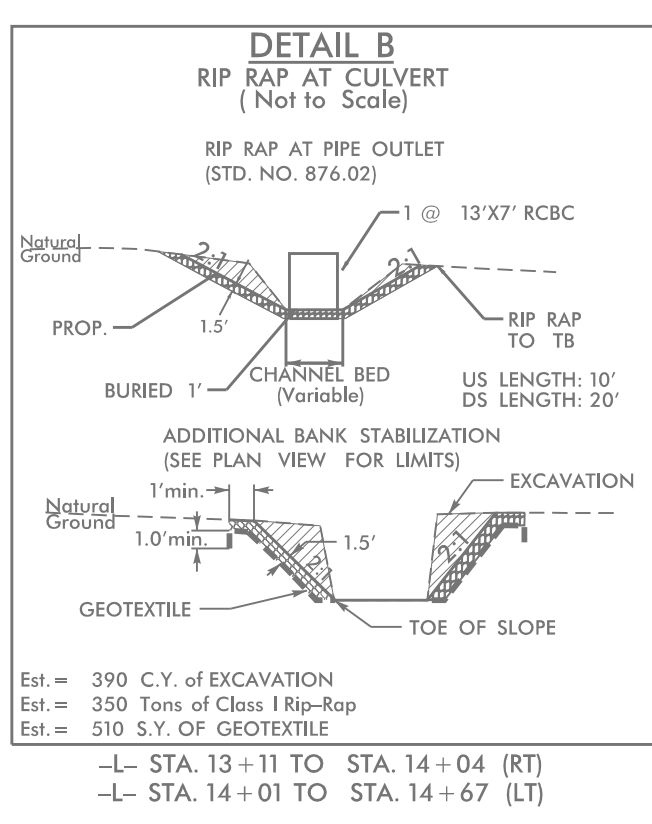 DETAIL B
RIP RAP AT CULVERT
( Not to Scale)
RIP RAP AT PIPE OUTLET
(STD. NO. 876.02)
1 @ 13'X7' RCBC
Natural
Ground
2:1
2:1
1.5'
PROP.
RIP RAP
TO TB
BURIED 1'
CHANNEL BED
(Variable)
US LENGTH: 10'
DS LENGTH: 20'
ADDITIONAL BANK STABILIZATION
(SEE PLAN VIEW FOR LIMITS)
1'min.
EXCAVATION
Natural
Ground
1.0'min.
1.5'
2:1
2:1
GEOTEXTILE
TOE OF SLOPE
Est.= 390 C.Y. of EXCAVATION
Est.= 350 Tons of Class I Rip-Rap
Est.= 510 S.Y. OF GEOTEXTILE
-L- STA. 13+11 TO STA. 14+04 (RT)
-L- STA. 14+01 TO STA. 14+67 (LT)